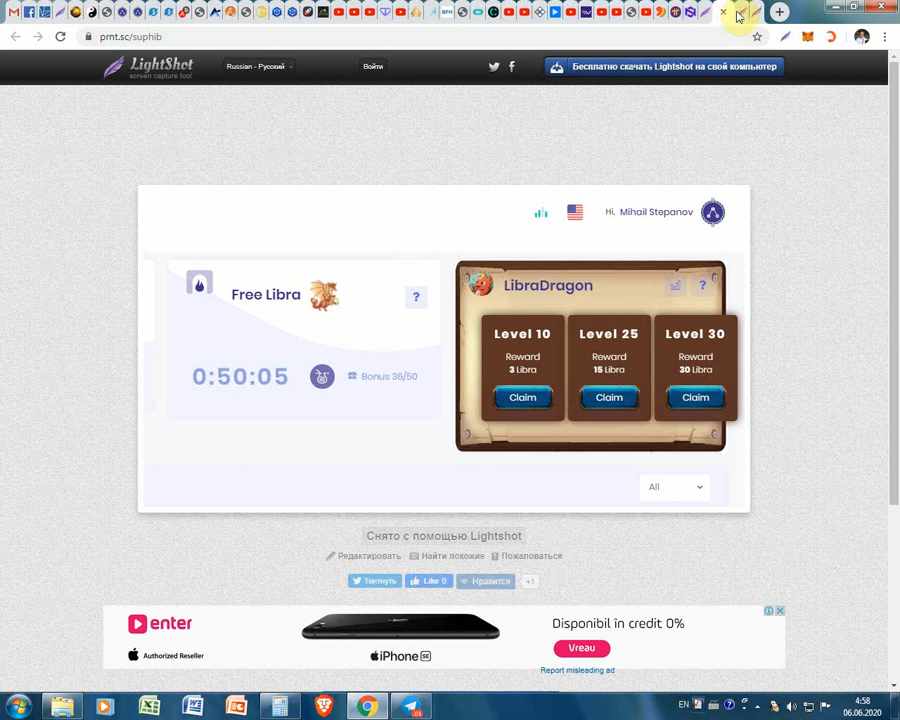 prnt.sc/suphib
LightShot
screen capture tool
Russian - Русский
Войти
Бесплатно скачать Lightshot на свой компьютер
Hi, Mihail Stepanov
Free Libra
?
0:50:05
Bonus 36/50
LibraDragon
?
Level 10
Reward
3 Libra
Claim
Level 25
Reward
15 Libra
Claim
Level 30
Reward
30 Libra
Claim
All
Снято с помощью Lightshot
Редактировать
Найти похожие
Пожаловаться
Твитнуть
Like 0
Нравится
+1
enter
Authorized Reseller
iPhone SE
Disponibil în credit 0%
Vreau
Report misleading ad
EN
4:58
06.06.2020